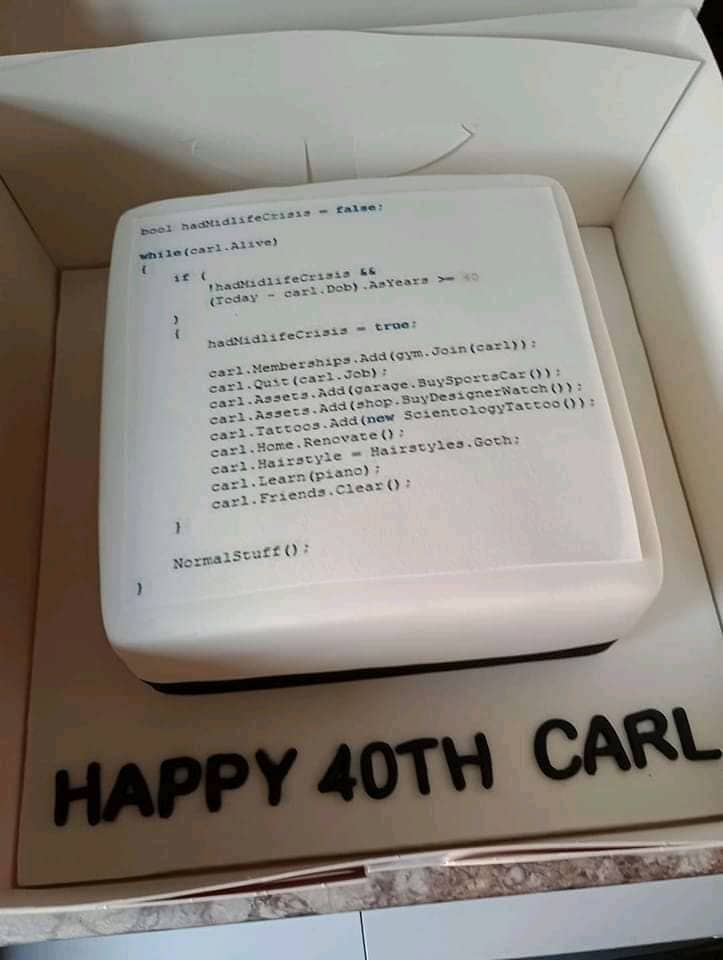 bool hadMidlifeCrisis = false;
while(carl.Alive)
{
if (
!hadMidlifeCrisis &&
(Today - carl.Dob).AsYears >= 40
)
{
hadMidlifeCrisis = true;
carl.Memberships.Add(gym.Join(carl));
carl.Quit(carl.Job);
carl.Assets.Add(garage.BuySportsCar());
carl.Assets.Add(shop.BuyDesignerWatch());
carl.Tattoos.Add(new ScientologyTattoo());
carl.Home.Renovate();
carl.Hairstyle = Hairstyles.Goth;
carl.Learn(piano);
carl.Friends.Clear();
}
NormalStuff();
}
HAPPY 40TH CARL